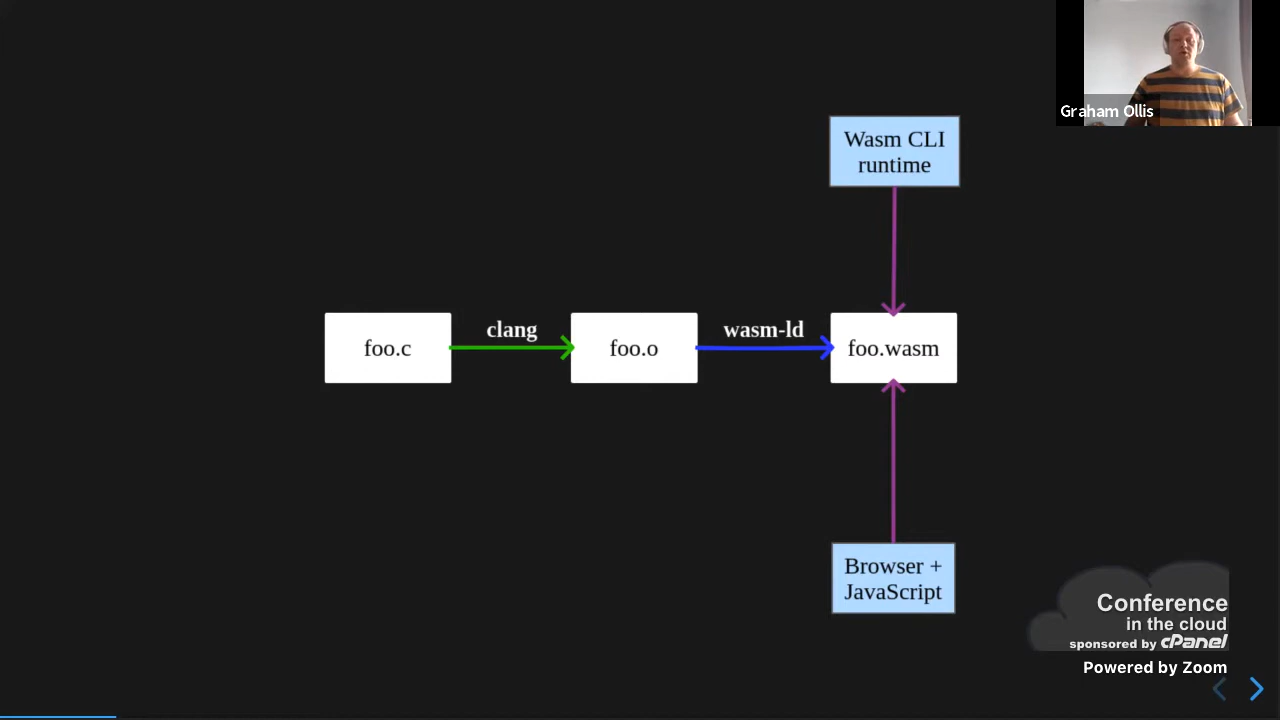 Graham Ollis
Wasm CLI
runtime
foo.c
clang
foo.o
wasm-ld
foo.wasm
Browser +
JavaScript
Conference
in the cloud
sponsored by cPanel
Powered by Zoom